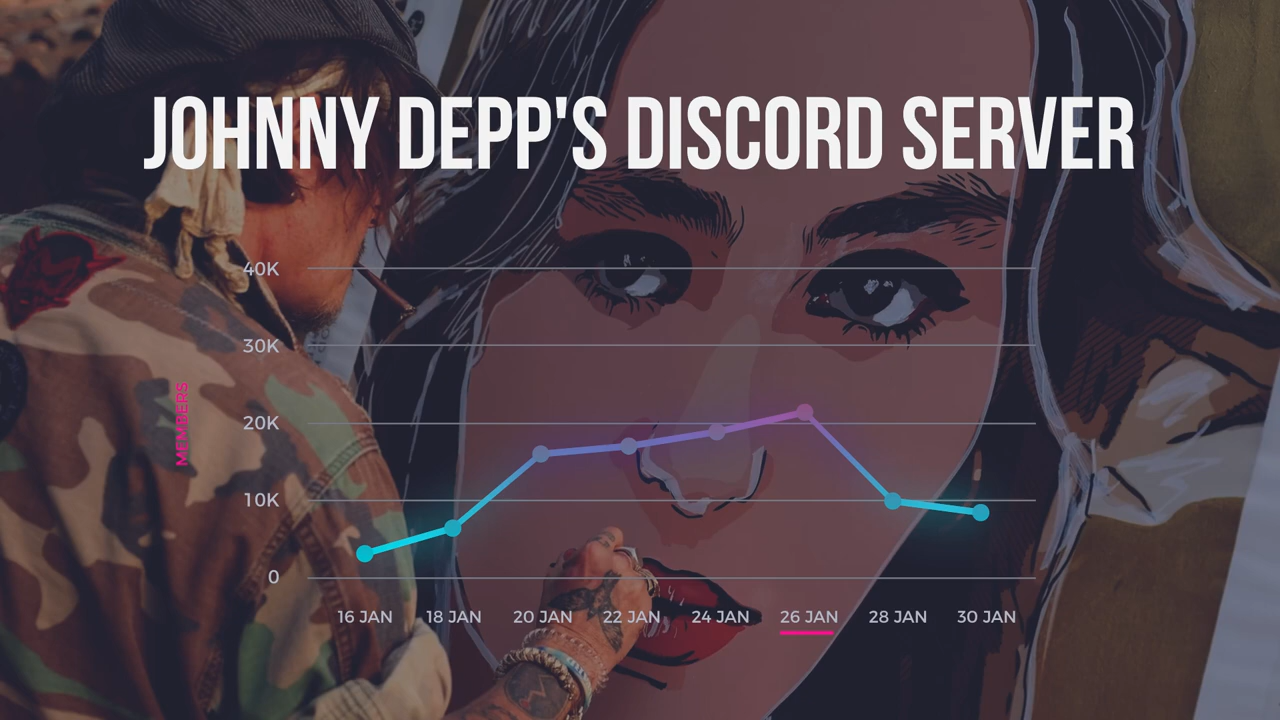 JOHNNY DEPP'S DISCORD SERVER
40K
30K
MEMBERS
20K
10K
0
16 JAN 18 JAN 20 JAN 22 JAN 24 JAN 26 JAN 28 JAN 30 JAN